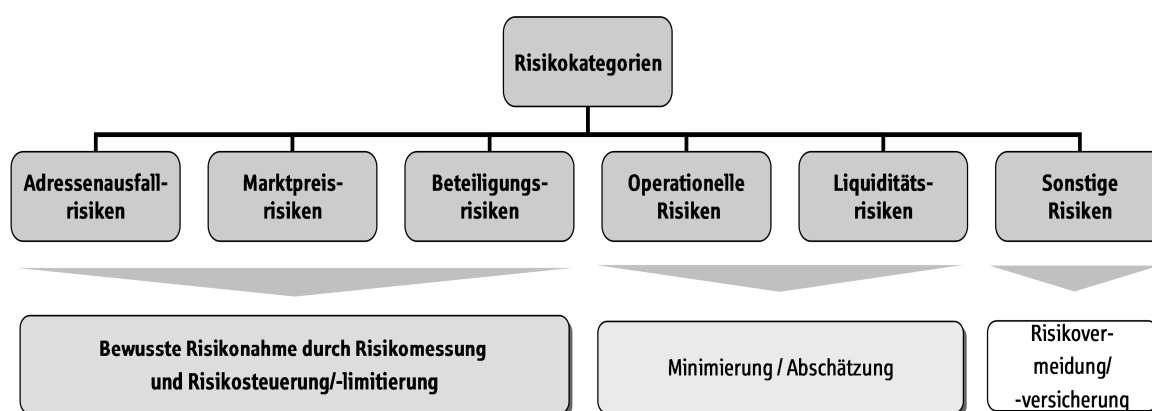 Risikokategorien
Adressenausfall-
risiken
Marktpreis-
risiken
Beteiligungs-
risiken
Operationelle
Risiken
Liquiditäts-
risiken
Sonstige
Risiken
Bewusste Risikonahme durch Risikomessung
und Risikosteuerung/-limitierung
Minimierung / Abschätzung
Risikover-
meidung/
-versicherung